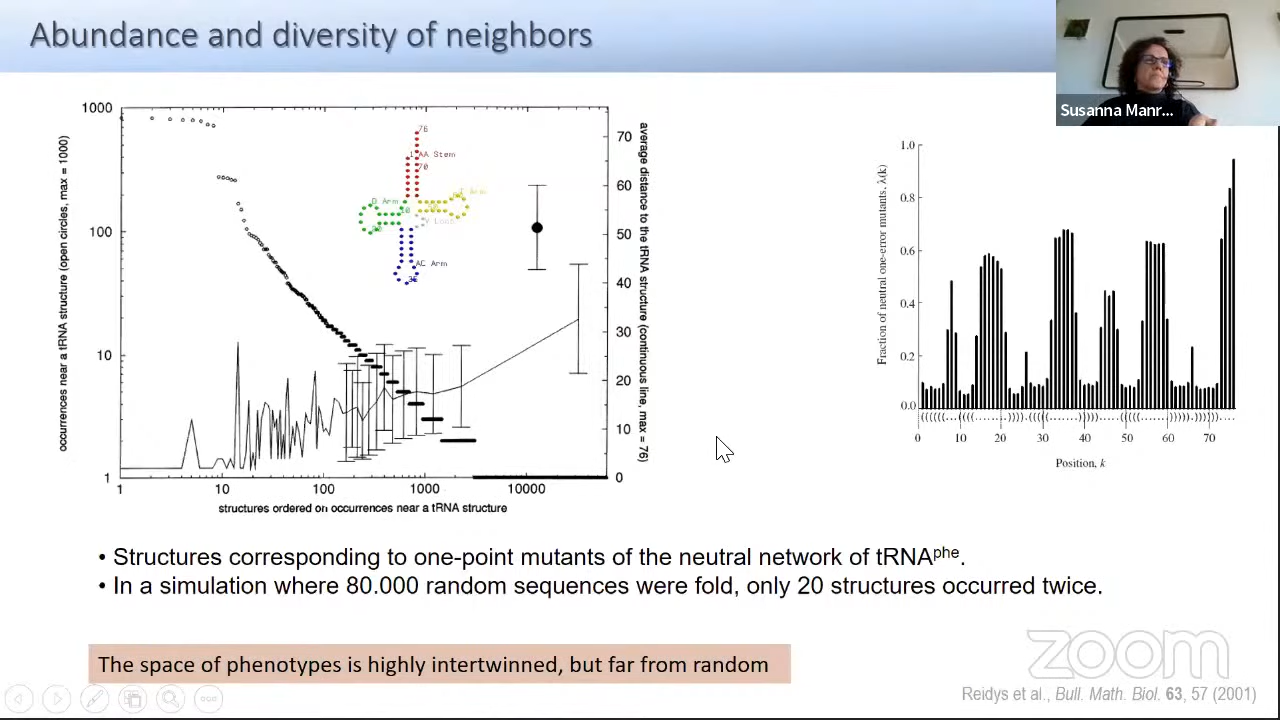 Abundance and diversity of neighbors
Susanna Manr...
1000
100
10
1
occurrences near a tRNA structure (open circles, max = 1000)
76
AA Stem
70
D Arm
V Loop
AC Arm
70
60
50
40
30
20
10
0
average distance to the tRNA structure (continuous line, max = 76)
1 10 100 1000 10000
structures ordered on occurrences near a tRNA structure
1.0
0.8
0.6
0.4
0.2
0.0
Fraction of neutral one-error mutants, λ(k)
0 10 20 30 40 50 60 70
Position, k
• Structures corresponding to one-point mutants of the neutral network of tRNAphe.
• In a simulation where 80.000 random sequences were fold, only 20 structures occurred twice.
The space of phenotypes is highly intertwinned, but far from random
zoom
Reidys et al., Bull. Math. Biol. 63, 57 (2001)